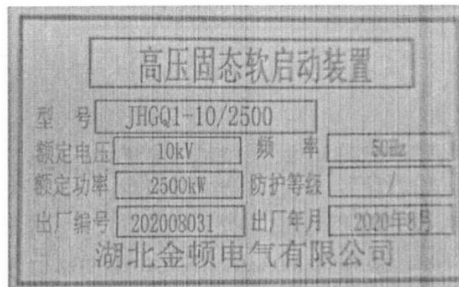 高压固态软启动装置
型 号 JHGQ1-10/2500
额定电压 10kV 频 率 50Hz
额定功率 2500kW 防护等级 /
出厂编号 202008031 出厂年月 2020年8月
湖北金顿电气有限公司